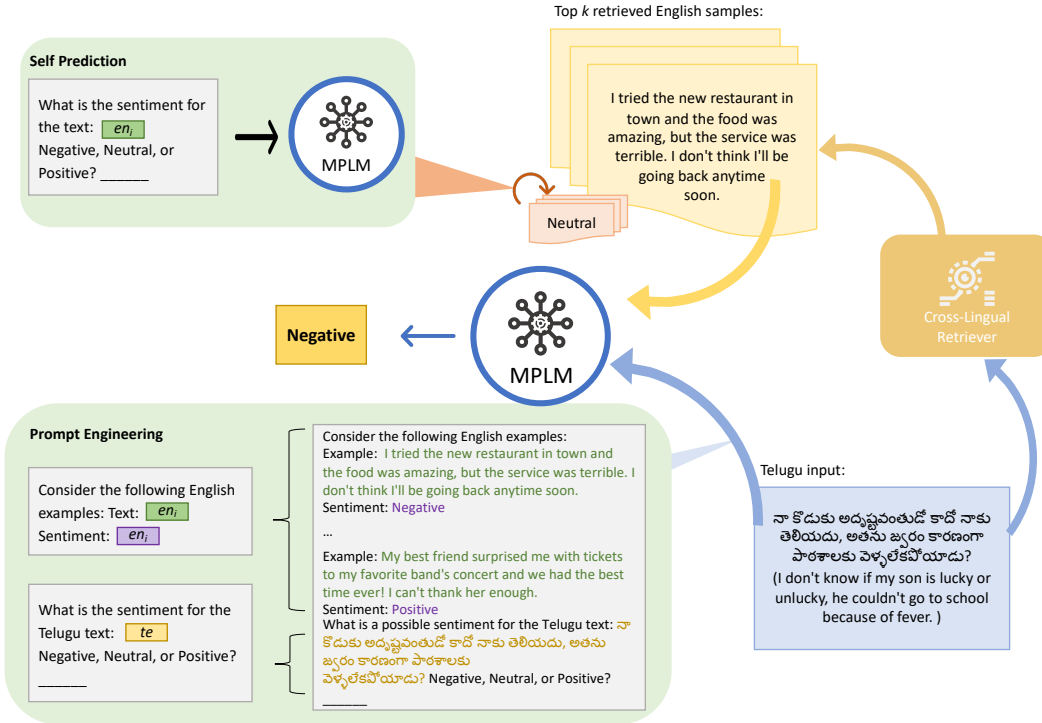 Top k retrieved English samples:
Self Prediction
What is the sentiment for
the text: en_i
Negative, Neutral, or
Positive? ______
MPLM
I tried the new restaurant in
town and the food was
amazing, but the service was
terrible. I don't think I'll be
going back anytime
soon.
Neutral
Cross-Lingual
Retriever
Negative
MPLM
Prompt Engineering
Consider the following English
examples: Text: en_i
Sentiment: en_i
What is the sentiment for the
Telugu text: te
Negative, Neutral, or Positive?
______
Consider the following English examples:
Example: I tried the new restaurant in town and
the food was amazing, but the service was terrible. I
don't think I'll be going back anytime soon.
Sentiment: Negative
...
Example: My best friend surprised me with tickets
to my favorite band's concert and we had the best
time ever! I can't thank her enough.
Sentiment: Positive
What is a possible sentiment for the Telugu text: నా
కొడుకు అదృష్టవంతుడో కాదో నాకు తెలియదు, అతను
జ్వరం కారణంగా పాఠశాలకు
వెళ్ళలేకపోయాడు? Negative, Neutral, or Positive?
______
Telugu input:
నా కొడుకు అదృష్టవంతుడో కాదో నాకు
తెలియదు, అతను జ్వరం కారణంగా
పాఠశాలకు వెళ్ళలేకపోయాడు?
(I don't know if my son is lucky or
unlucky, he couldn't go to school
because of fever. )